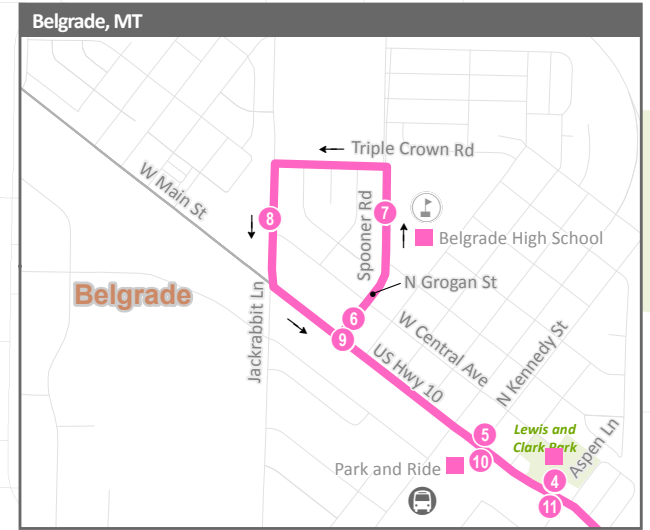 Belgrade, MT
Triple Crown Rd
W Main St
8
7
Spooner Rd
Belgrade High School
Belgrade
N Grogan St
Jackrabbit Ln
6
9
W Central Ave
US Hwy 10
N Kennedy St
5
10
Park and Ride
Lewis and
Clark Park
Aspen Ln
4
11